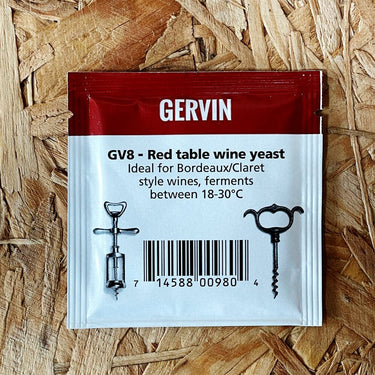 GERVIN
GV8 - Red table wine yeast
Ideal for Bordeaux/Claret
style wines, ferments
between 18-30°C
7 14588 00980 4